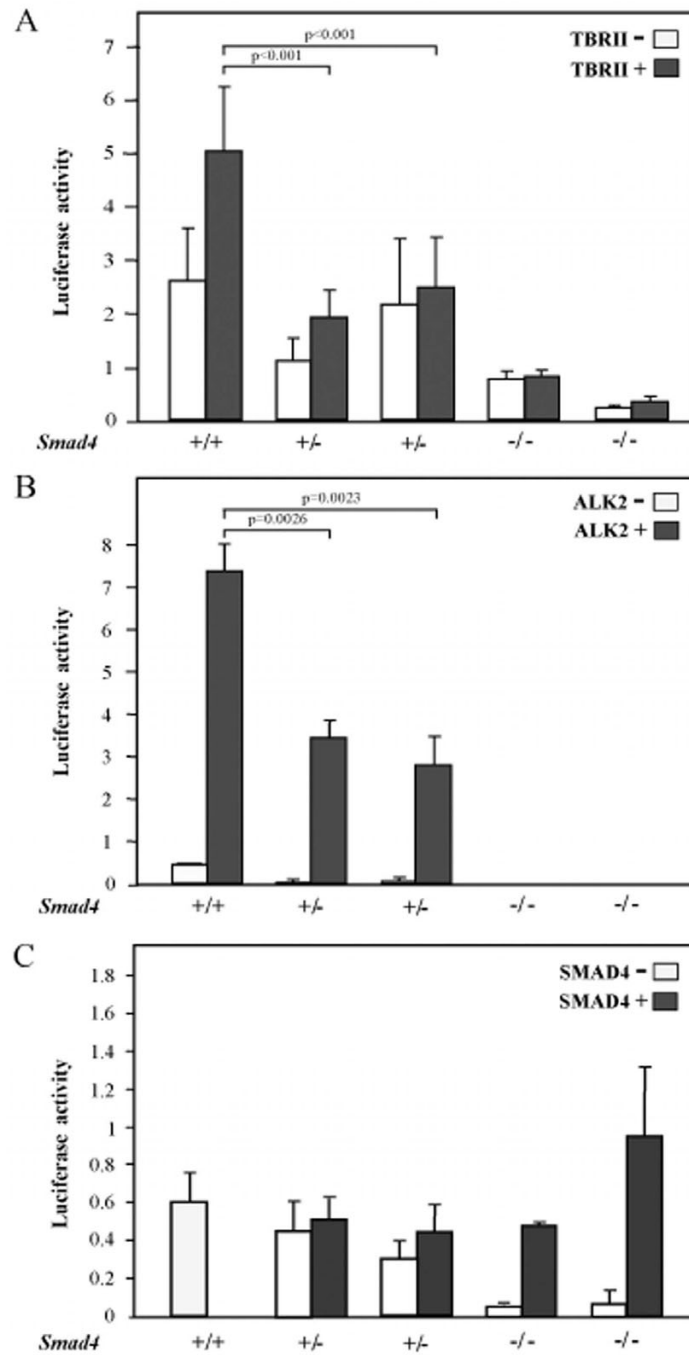 A
TBRII -
TBRII +
p<0.001
p<0.001
7
6
5
4
3
2
1
0
Luciferase activity
Smad4 +/+ +/- +/- -/- -/-
B
ALK2 -
ALK2 +
p=0.0023
p=0.0026
8
7
6
5
4
3
2
1
0
Luciferase activity
Smad4 +/+ +/- +/- -/- -/-
C
SMAD4 -
SMAD4 +
1.8
1.6
1.4
1.2
1
0.8
0.6
0.4
0.2
0
Luciferase activity
Smad4 +/+ +/- +/- -/- -/-